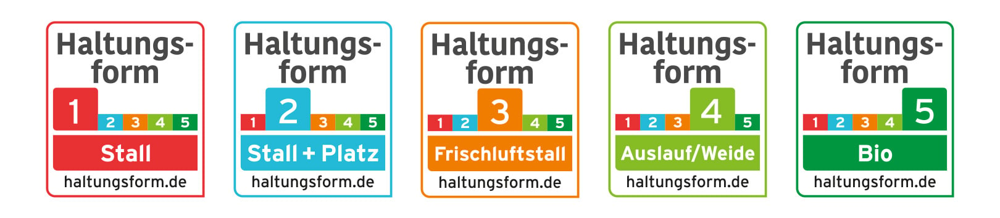 Haltungs-
form
1 2 3 4 5
Stall
haltungsform.de
Haltungs-
form
1 2 3 4 5
Stall + Platz
haltungsform.de
Haltungs-
form
1 2 3 4 5
Frischluftstall
haltungsform.de
Haltungs-
form
1 2 3 4 5
Auslauf/Weide
haltungsform.de
Haltungs-
form
1 2 3 4 5
Bio
haltungsform.de